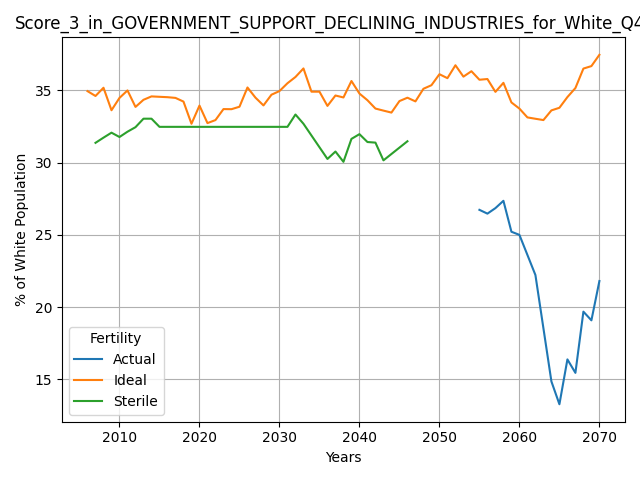 Score_3_in_GOVERNMENT_SUPPORT_DECLINING_INDUSTRIES_for_White_Q4
% of White Population
35
30
25
20
15
Fertility
Actual
Ideal
Sterile
2010 2020 2030 2040 2050 2060 2070
Years